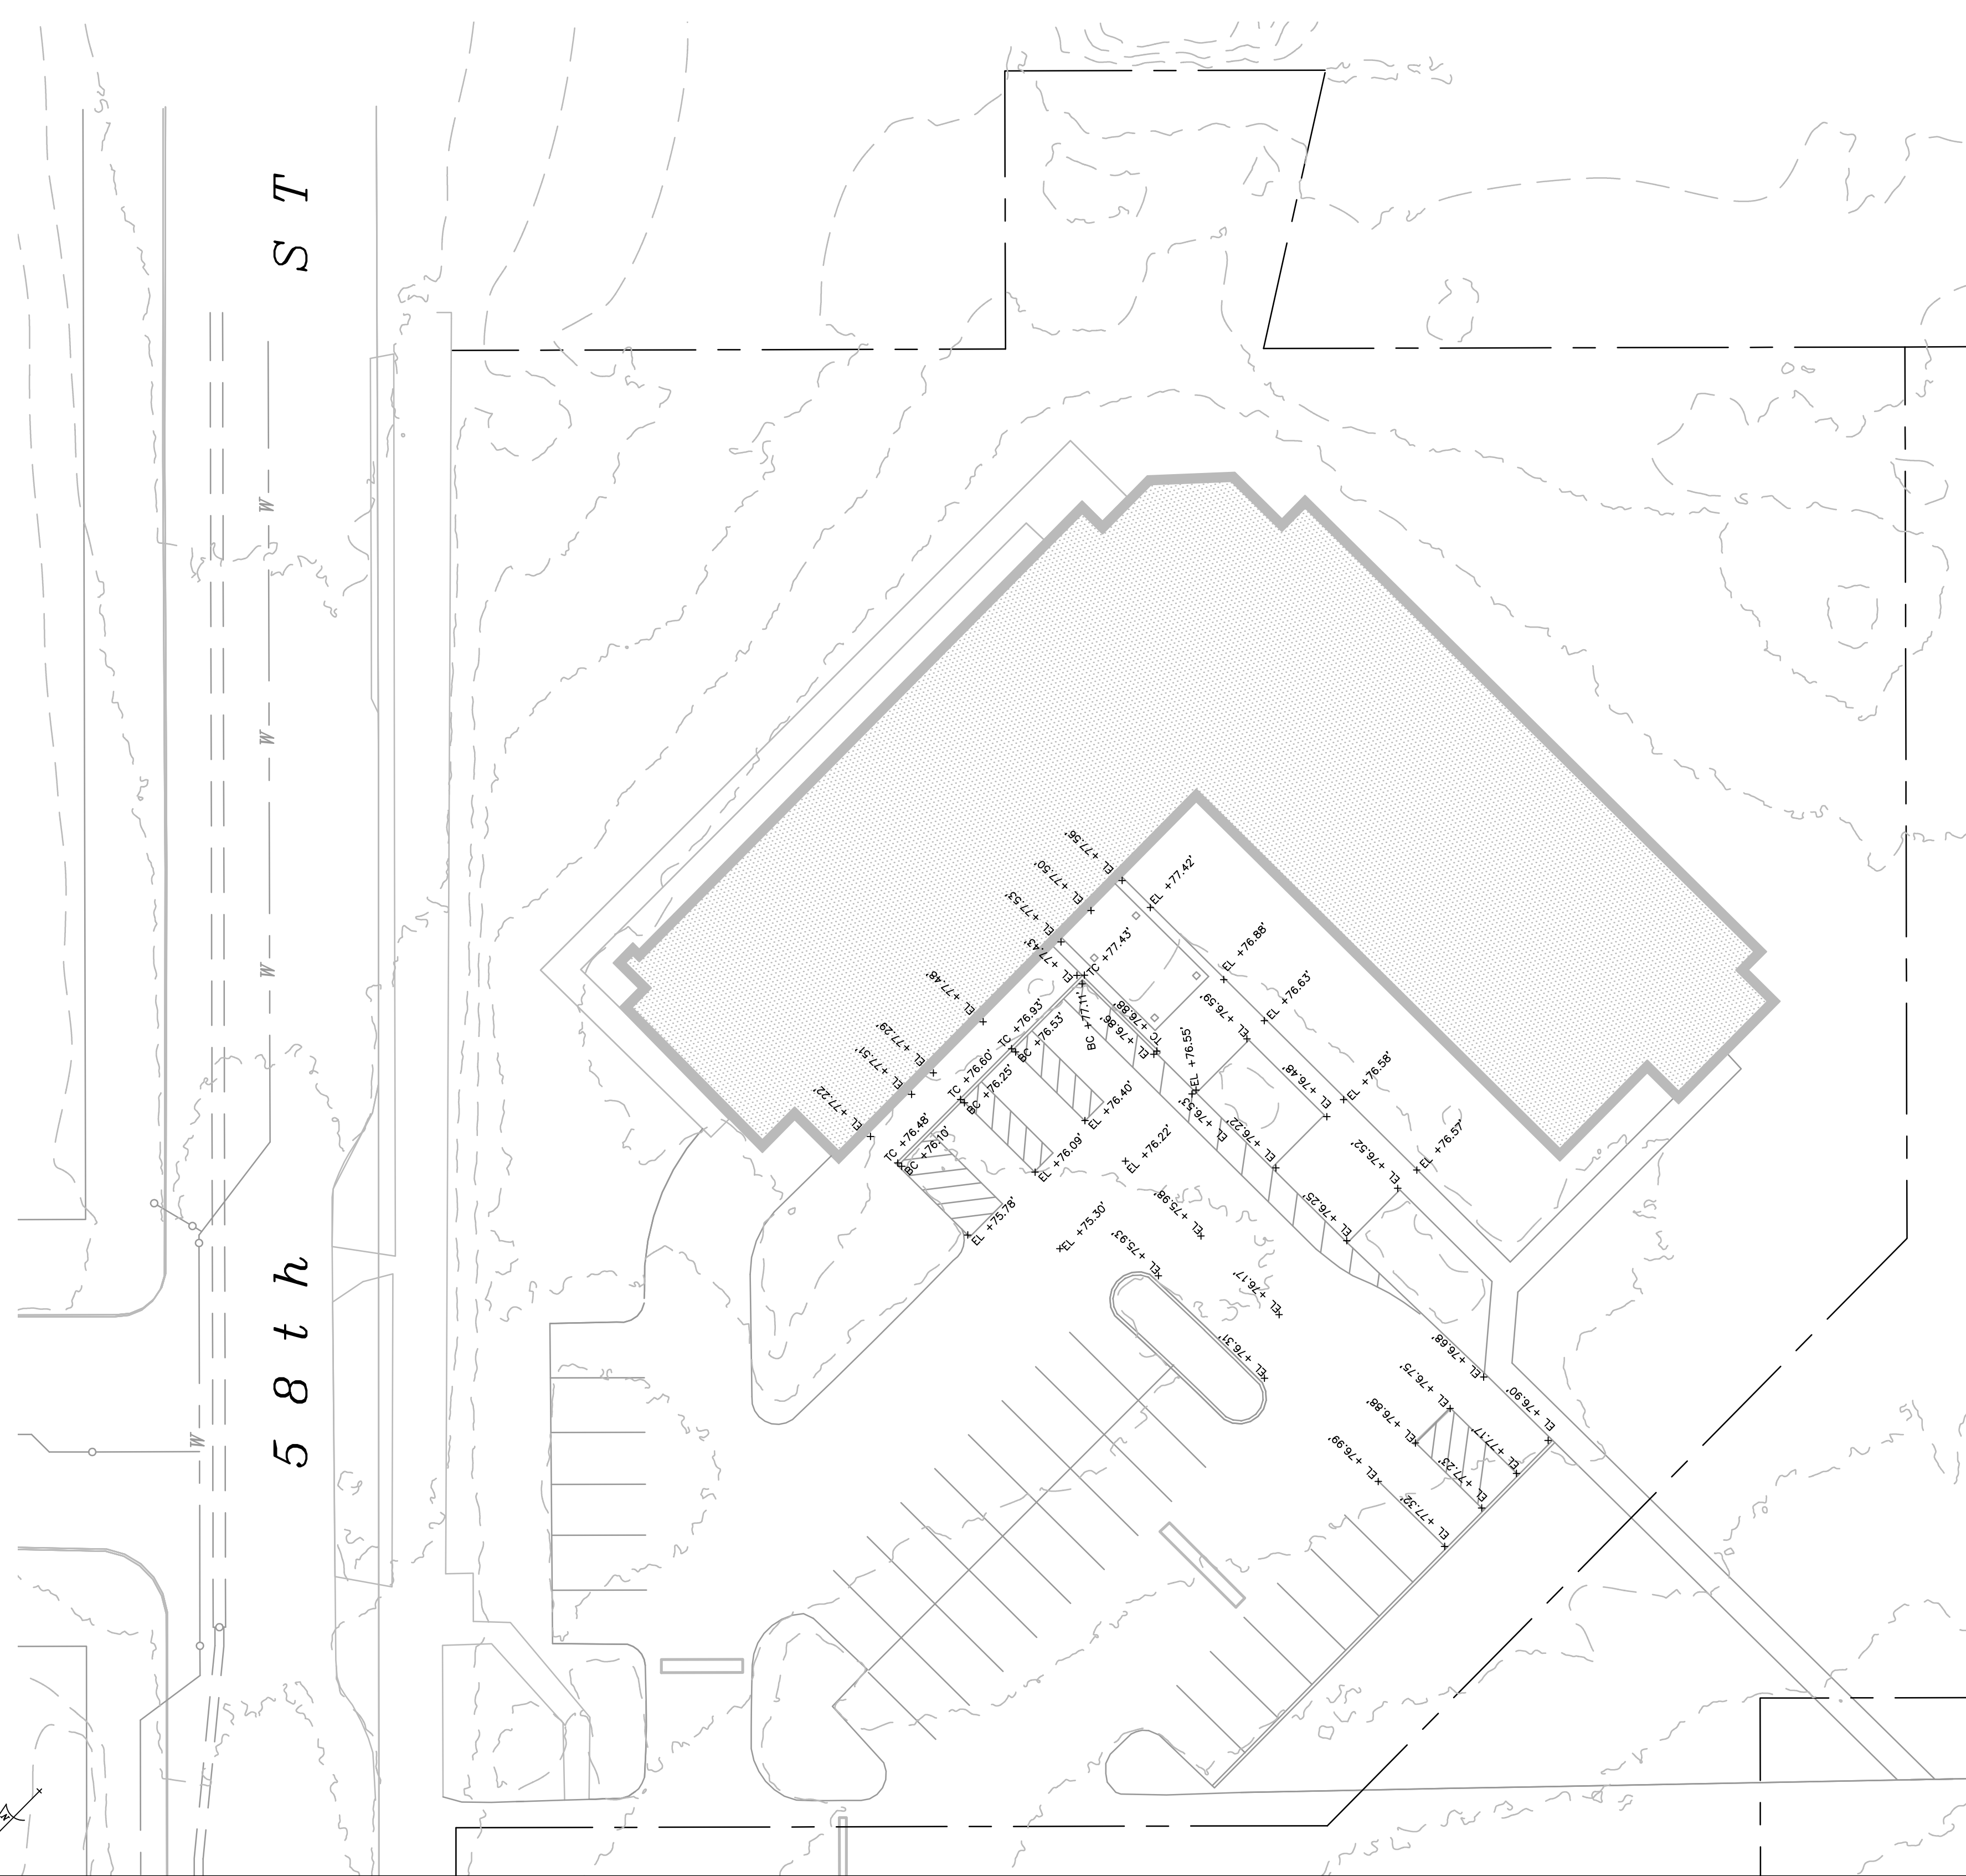 58th ST
W
W
W
W
EL +77.56'
EL +77.50'
EL +77.53'
EL +77.43'
EL +77.42'
TC +77.43'
EL +76.88'
EL +77.48'
EL +76.63'
EL +76.59'
TC +76.93'
BC +76.53'
BC +77.11'
TC +76.88'
EL +76.86'
EL +77.29'
EL +77.51'
EL +77.22'
TC +76.60'
BC +76.25'
EL +76.55'
EL +76.53'
EL +76.48'
EL +76.58'
EL +76.40'
TC +76.48'
BC +76.10'
EL +76.09'
EL +76.22'
EL +76.22'
EL +76.52'
EL +76.57'
EL +75.78'
EL +75.30'
EL +75.98'
EL +76.25'
EL +75.93'
EL +76.17'
EL +76.31'
EL +76.68'
EL +76.75'
EL +76.90'
EL +76.88'
EL +77.17'
EL +76.99'
EL +77.23'
EL +77.32'
N